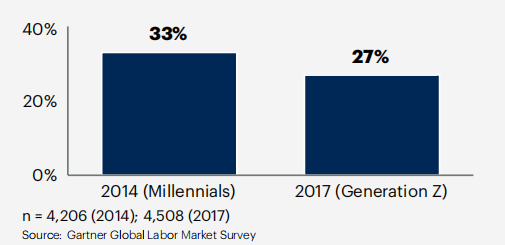 40%
33%
27%
20%
0%
2014 (Millennials)
2017 (Generation Z)
n = 4,206 (2014); 4,508 (2017)
Source: Gartner Global Labor Market Survey